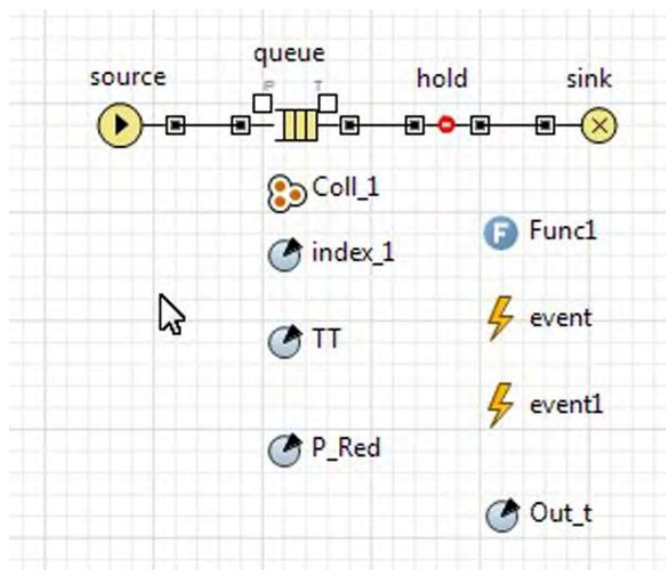 source
queue
hold
sink
P
T
Coll_1
F Func1
index_1
event
TT
event1
P_Red
Out_t